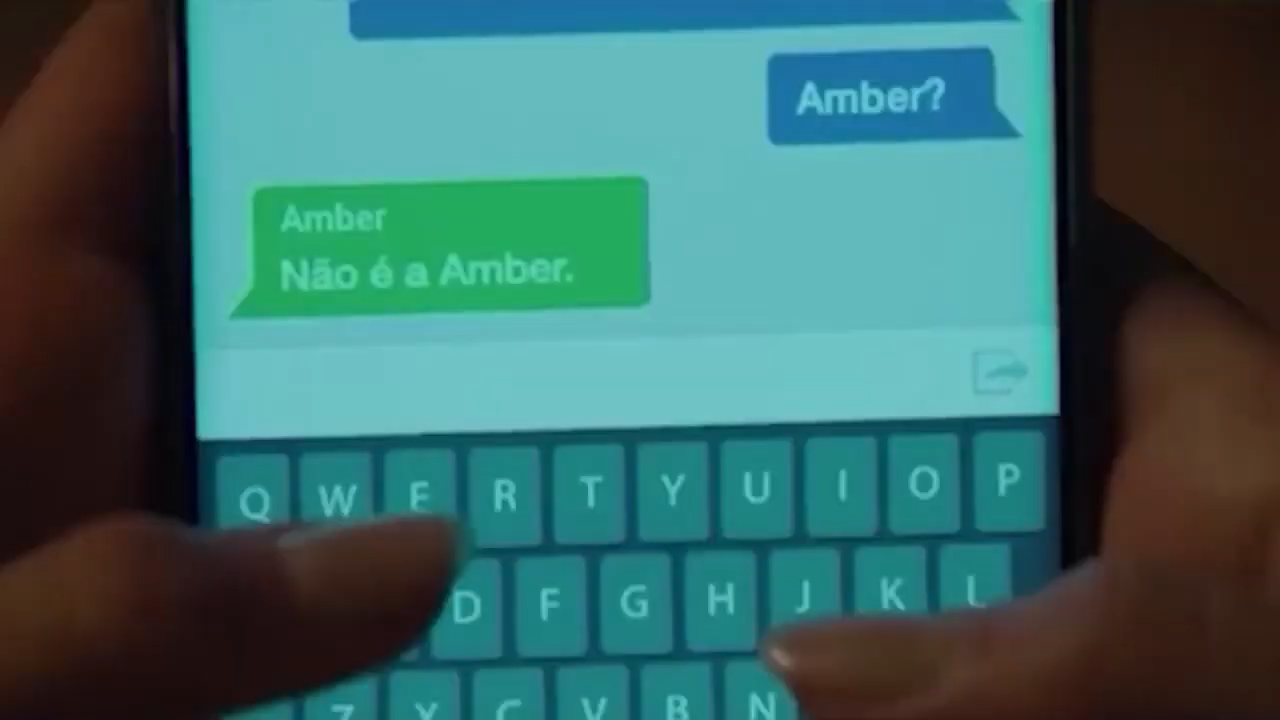 Amber?
Amber
Não é a Amber.
Q W E R T Y U I O P
D F G H J K L
Z X C V B N